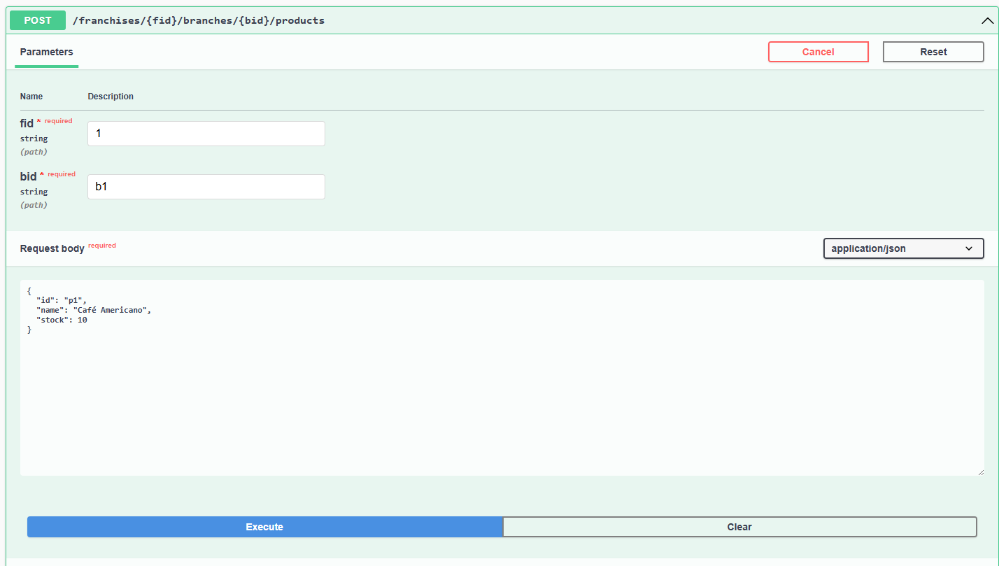 POST /franchises/{fid}/branches/{bid}/products
Parameters Cancel Reset
Name Description
fid * required
string
(path)
1
bid * required
string
(path)
b1
Request body required application/json
{
  "id": "p1",
  "name": "Café Americano",
  "stock": 10
}
Execute Clear